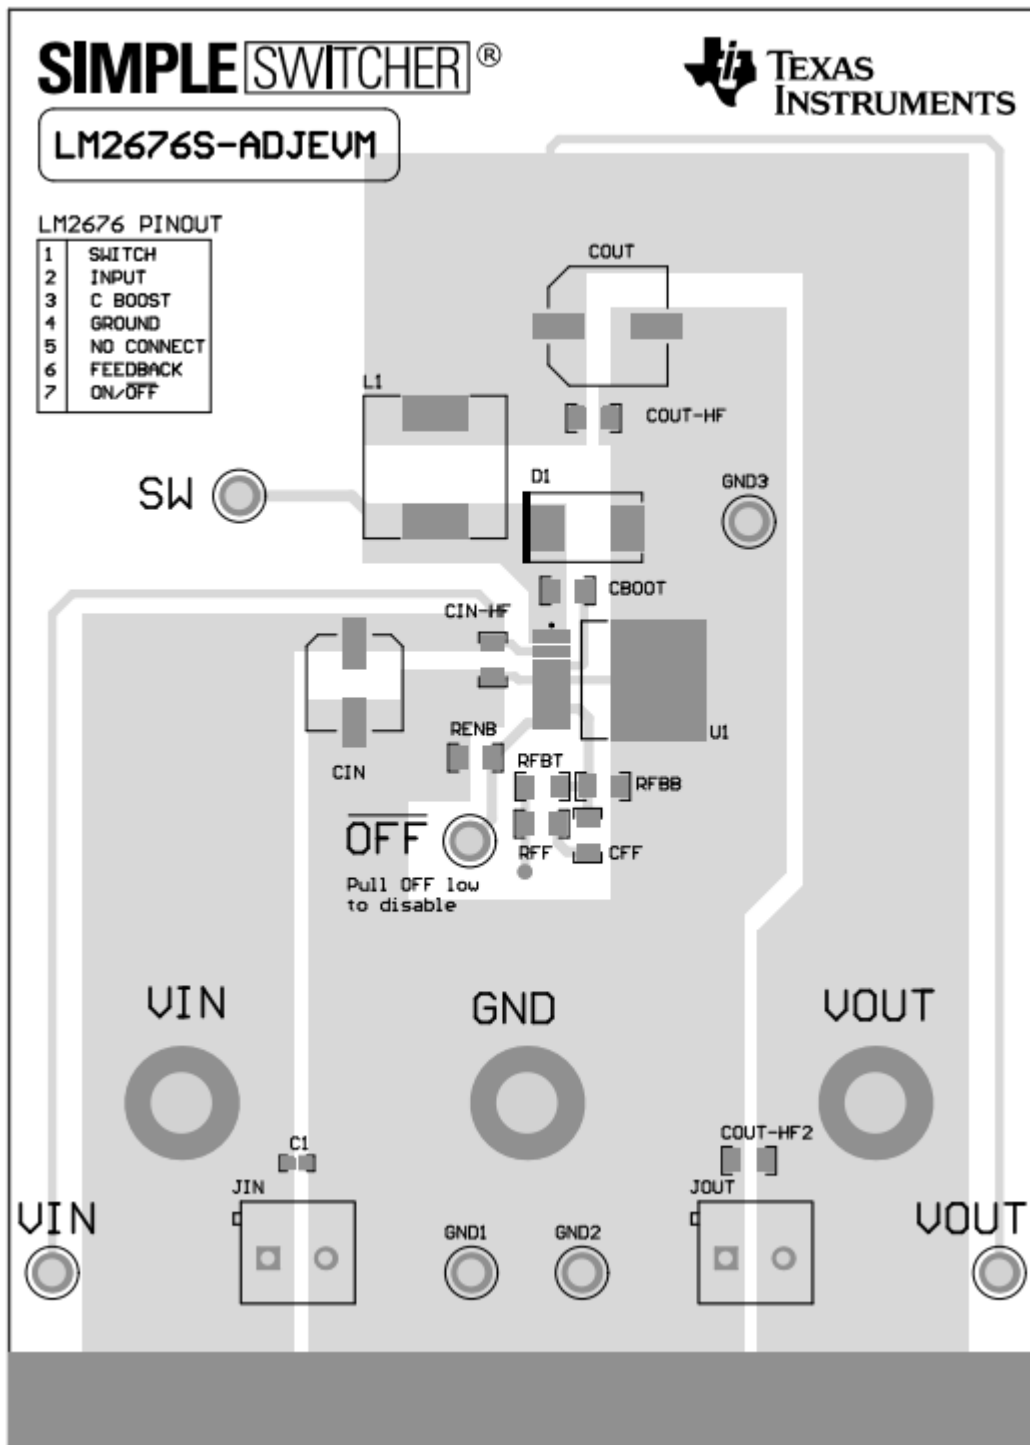 SIMPLE SWITCHER®
TEXAS
INSTRUMENTS
LM2676S-ADJEVM
LM2676 PINOUT
1 SWITCH
2 INPUT
3 C BOOST
4 GROUND
5 NO CONNECT
6 FEEDBACK
7 ON/OFF
COUT
L1
COUT-HF
D1
SW
GND3
CBOOT
CIN-HF
RENB
U1
CIN
RFBT
RFBB
OFF
RFF
CFF
Pull OFF low
to disable
VIN
GND
VOUT
C1
COUT-HF2
JIN
JOUT
VIN
GND1
GND2
VOUT